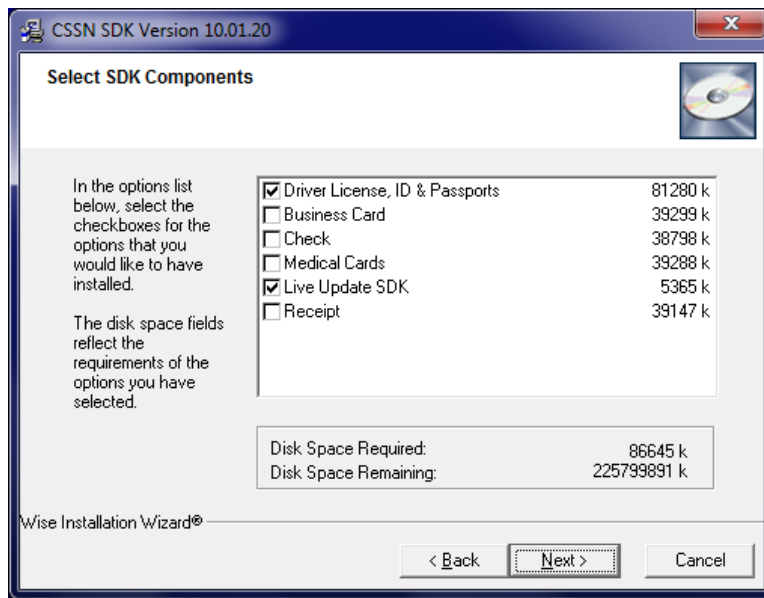 CSSN SDK Version 10.01.20
Select SDK Components
In the options list
below, select the
checkboxes for the
options that you
would like to have
installed.
The disk space fields
reflect the
requirements of the
options you have
selected.
Driver License, ID & Passports 81280 k
Business Card 39299 k
Check 38798 k
Medical Cards 39288 k
Live Update SDK 5365 k
Receipt 39147 k
Disk Space Required: 86645 k
Disk Space Remaining: 225799891 k
Wise Installation Wizard®
< Back Next > Cancel